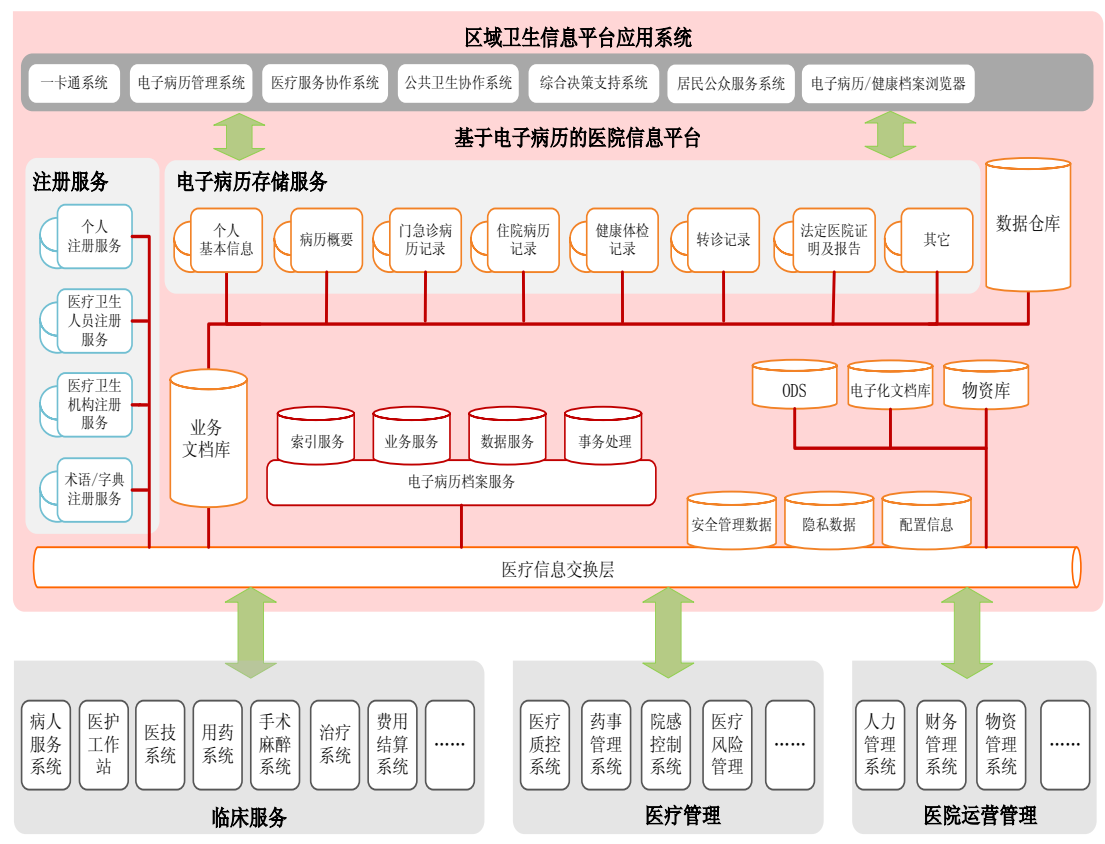 区域卫生信息平台应用系统
一卡通系统
电子病历管理系统
医疗服务协作系统
公共卫生协作系统
综合决策支持系统
居民公众服务系统
电子病历/健康档案浏览器
基于电子病历的医院信息平台
注册服务
个人
注册服务
医疗卫生
人员注册
服务
医疗卫生
机构注册
服务
术语/字典
注册服务
电子病历存储服务
个人
基本信息
病历概要
门急诊病
历记录
住院病历
记录
健康体检
记录
转诊记录
法定医院证
明及报告
其它
数据仓库
业务
文档库
索引服务
业务服务
数据服务
事务处理
电子病历档案服务
ODS
电子化文档库
物资库
安全管理数据
隐私数据
配置信息
医疗信息交换层
病人
服务
系统
医护
工作
站
医技
系统
用药
系统
手术
麻醉
系统
治疗
系统
费用
结算
系统
……
临床服务
医疗
质控
系统
药事
管理
系统
院感
控制
系统
医疗
风险
管理
……
医疗管理
人力
管理
系统
财务
管理
系统
物资
管理
系统
……
医院运营管理